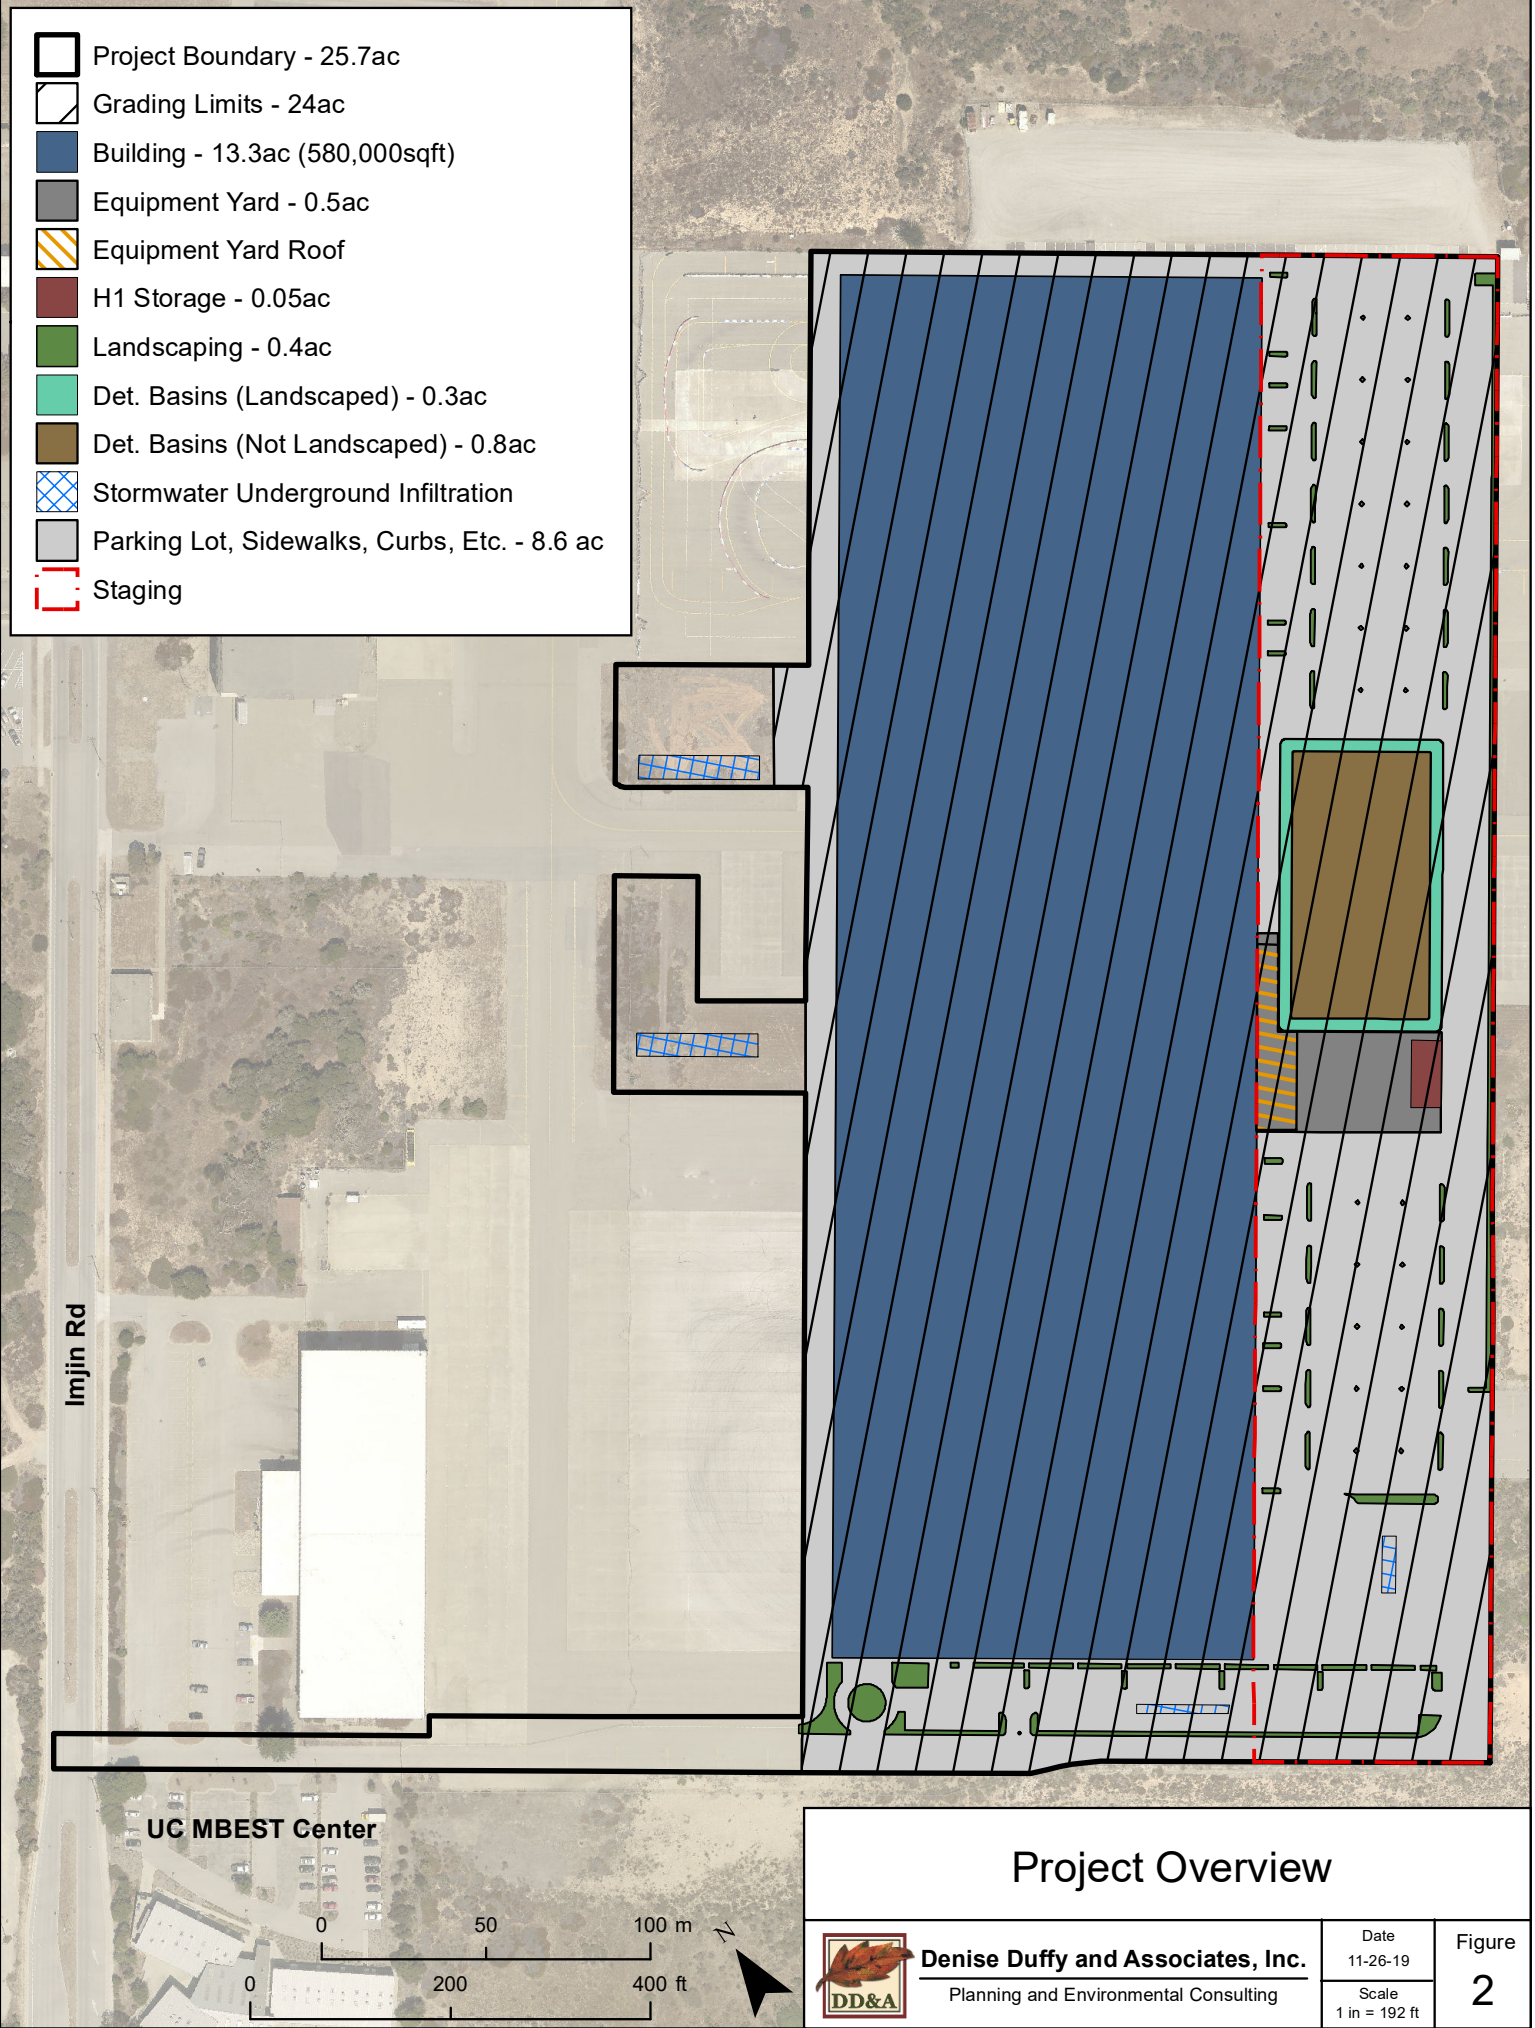 Project Boundary - 25.7ac
Grading Limits - 24ac
Building - 13.3ac (580,000sqft)
Equipment Yard - 0.5ac
Equipment Yard Roof
H1 Storage - 0.05ac
Landscaping - 0.4ac
Det. Basins (Landscaped) - 0.3ac
Det. Basins (Not Landscaped) - 0.8ac
Stormwater Underground Infiltration
Parking Lot, Sidewalks, Curbs, Etc. - 8.6 ac
Staging
Imjin Rd
UC MBEST Center
0 50 100 m
0 200 400 ft
N
Project Overview
DD&A
Denise Duffy and Associates, Inc.
Planning and Environmental Consulting
Date
11-26-19
Scale
1 in = 192 ft
Figure
2